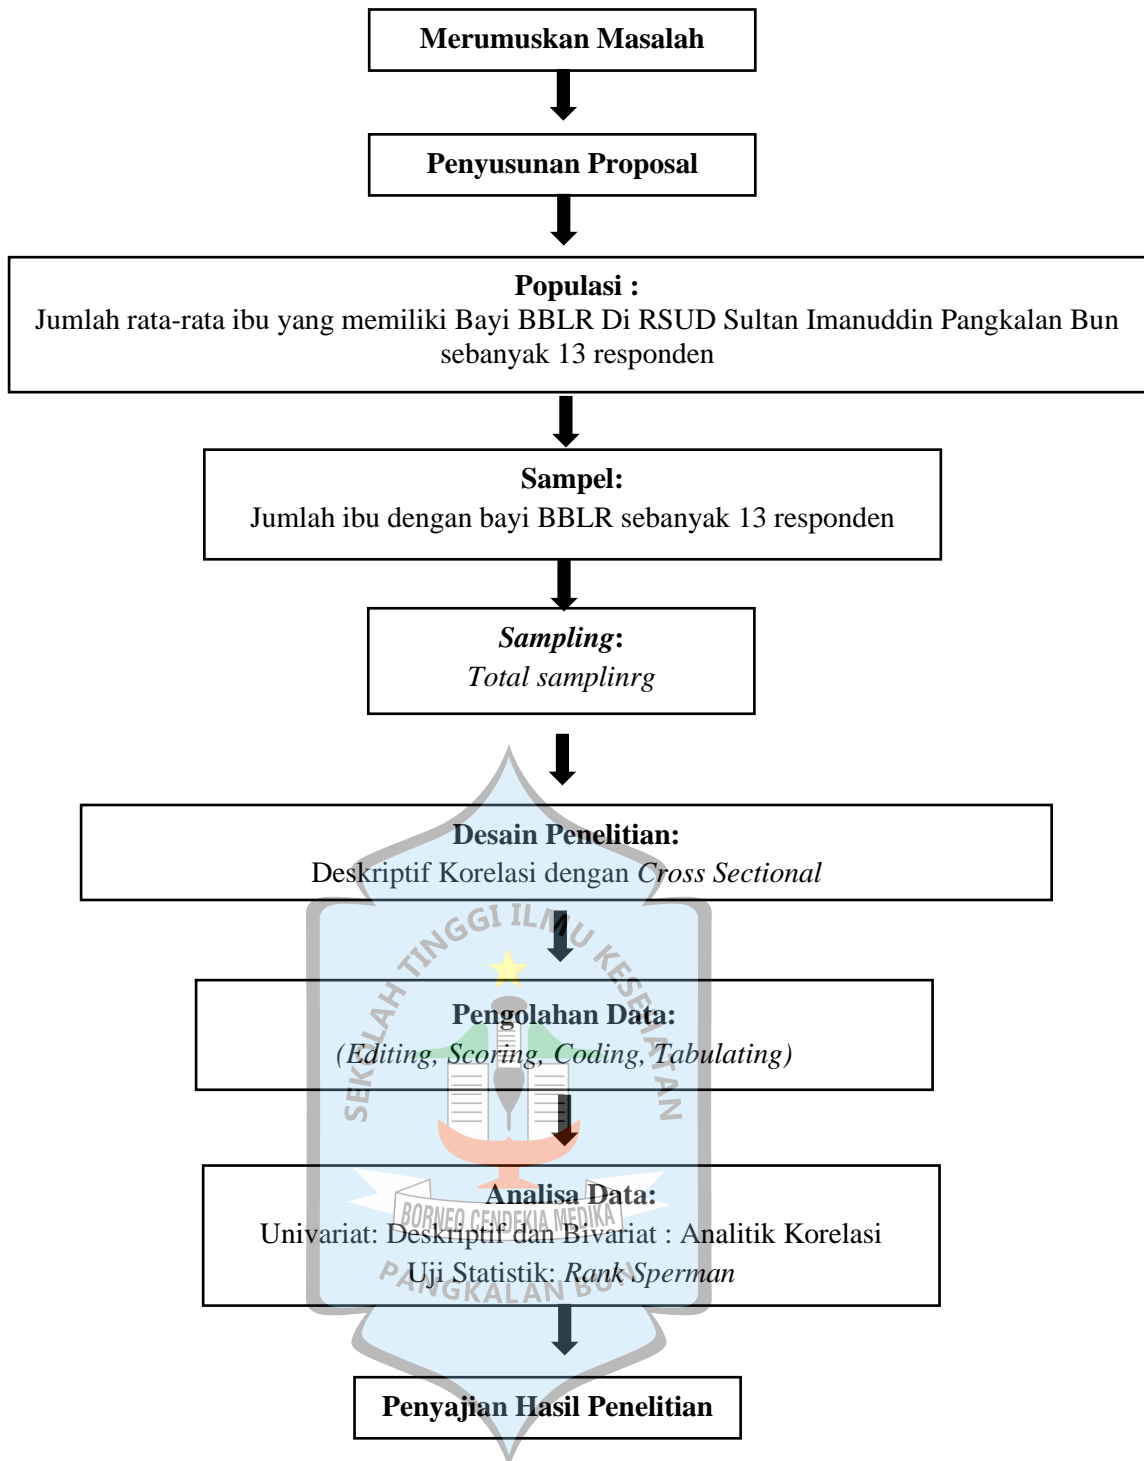 Merumuskan Masalah
Penyusunan Proposal
Populasi :
Jumlah rata-rata ibu yang memiliki Bayi BBLR Di RSUD Sultan Imanuddin Pangkalan Bun
sebanyak 13 responden
Sampel:
Jumlah ibu dengan bayi BBLR sebanyak 13 responden
Sampling:
Total samplinrg
Desain Penelitian:
Deskriptif Korelasi dengan Cross Sectional
SEKOLAH TINGGI ILMU KESEHATAN
Pengolahan Data:
(Editing, Scoring, Coding, Tabulating)
Analisa Data:
BORNEO CENDEKIA MEDIKA
Univariat: Deskriptif dan Bivariat : Analitik Korelasi
Uji Statistik: Rank Sperman
PANGKALAN BUN
Penyajian Hasil Penelitian